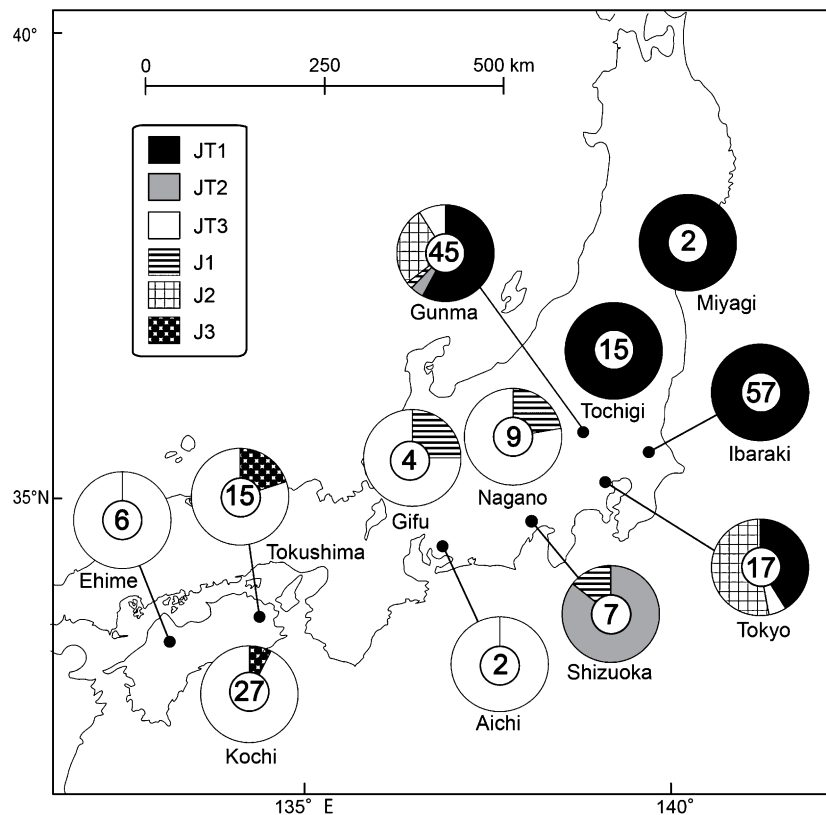 40°
0 250 500 km
JT1
JT2
JT3
J1
J2
J3
45
Gunma
2
Miyagi
15
Tochigi
57
Ibaraki
9
Nagano
4
Gifu
15
Tokushima
35°N
6
Ehime
17
Tokyo
7
Shizuoka
2
Aichi
27
Kochi
135° E 140°